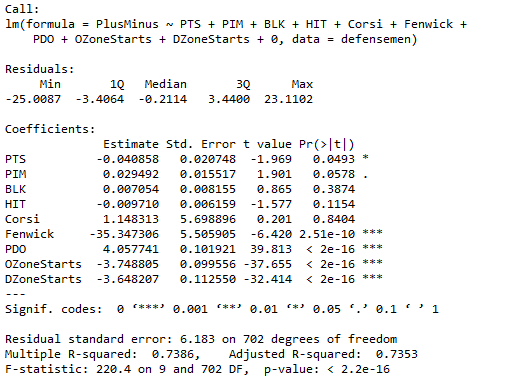 Call:
lm(formula = PlusMinus ~ PTS + PIM + BLK + HIT + Corsi + Fenwick +
    PDO + OZoneStarts + DZoneStarts + 0, data = defensemen)

Residuals:
     Min       1Q   Median       3Q      Max
-25.0087  -3.4064  -0.2114   3.4400  23.1102

Coefficients:
              Estimate Std. Error t value Pr(>|t|)
PTS          -0.040858   0.020748  -1.969   0.0493 *
PIM           0.029492   0.015517   1.901   0.0578 .
BLK           0.007054   0.008155   0.865   0.3874
HIT          -0.009710   0.006159  -1.577   0.1154
Corsi         1.148313   5.698896   0.201   0.8404
Fenwick     -35.347306   5.505905  -6.420 2.51e-10 ***
PDO           4.057741   0.101921  39.813  < 2e-16 ***
OZoneStarts  -3.748805   0.099556 -37.655  < 2e-16 ***
DZoneStarts  -3.648207   0.112550 -32.414  < 2e-16 ***
---
Signif. codes:  0 ‘***’ 0.001 ‘**’ 0.01 ‘*’ 0.05 ‘.’ 0.1 ‘ ’ 1

Residual standard error: 6.183 on 702 degrees of freedom
Multiple R-squared:  0.7386,    Adjusted R-squared:  0.7353
F-statistic: 220.4 on 9 and 702 DF,  p-value: < 2.2e-16